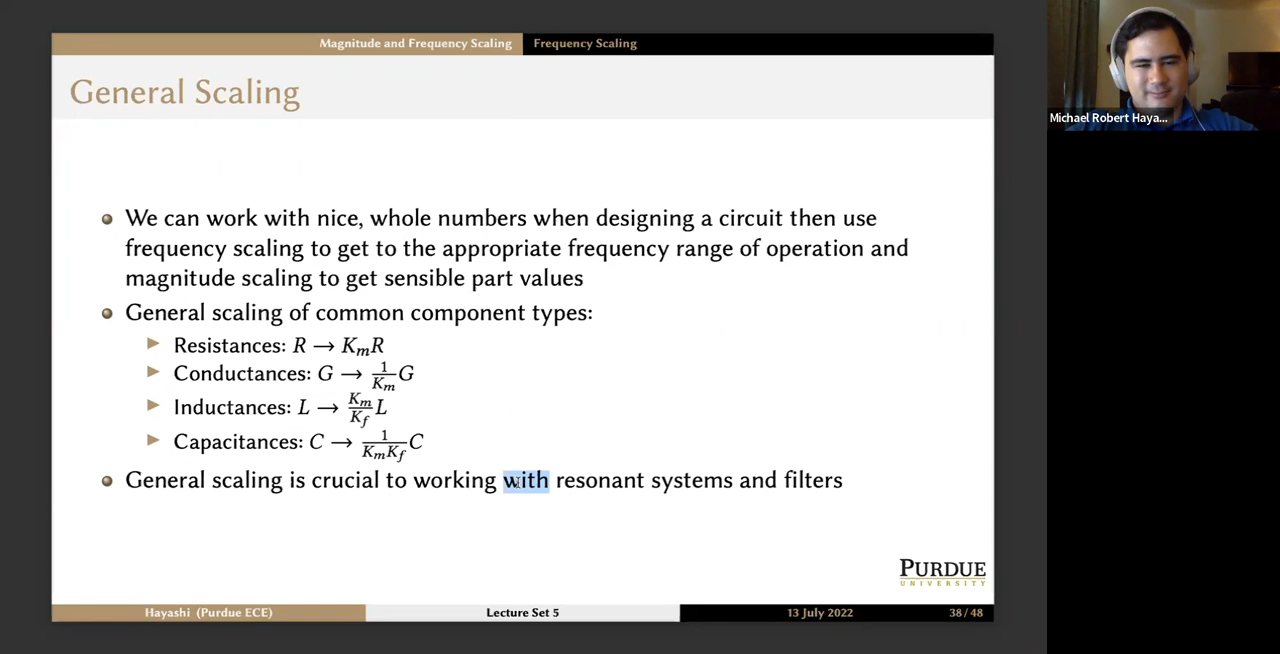 Magnitude and Frequency Scaling Frequency Scaling
General Scaling
We can work with nice, whole numbers when designing a circuit then use
frequency scaling to get to the appropriate frequency range of operation and
magnitude scaling to get sensible part values
General scaling of common component types:
Resistances: R → K_m R
Conductances: G → 1/K_m G
Inductances: L → K_m/K_f L
Capacitances: C → 1/(K_m K_f) C
General scaling is crucial to working with resonant systems and filters
PURDUE
UNIVERSITY
Hayashi (Purdue ECE) Lecture Set 5 13 July 2022 38 / 48
Michael Robert Haya...